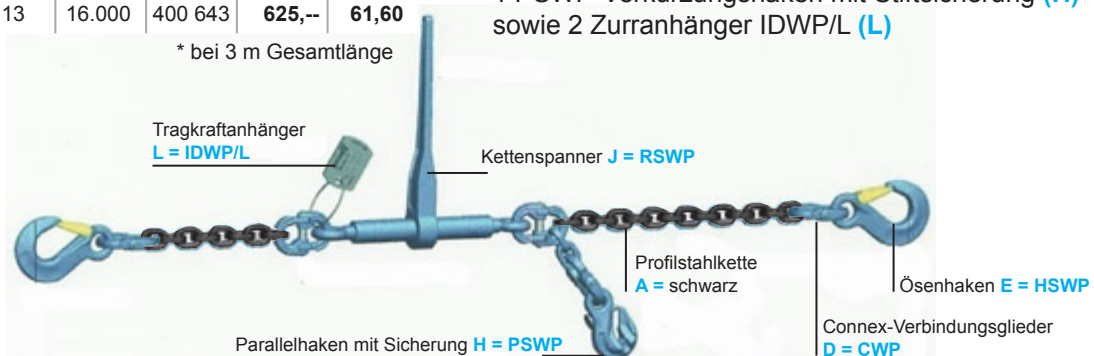 13 16.000 400 643 625,-- 61,60
* bei 3 m Gesamtlänge
sowie 2 Zurranhänger IDWP/L (L)
Tragkraftanhänger
L = IDWP/L
Kettenspanner J = RSWP
Profilstahlkette
A = schwarz
Ösenhaken E = HSWP
Connex-Verbindungsglieder
D = CWP
Parallelhaken mit Sicherung H = PSWP